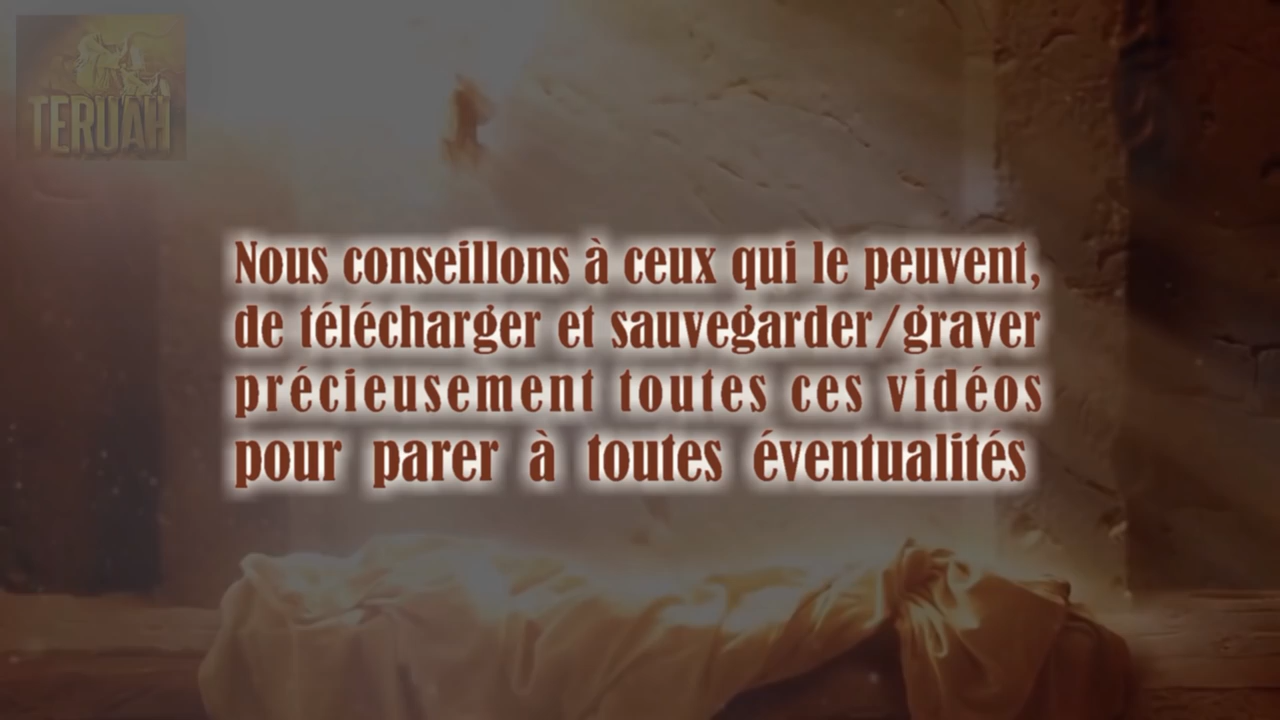 TERUAH
Nous conseillons à ceux qui le peuvent,
de télécharger et sauvegarder/graver
précieusement toutes ces vidéos
pour parer à toutes éventualités